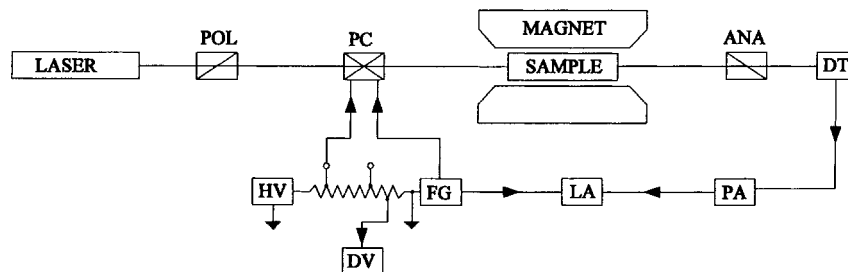 MAGNET
POL
PC
ANA
LASER
SAMPLE
DT
HV
FG
LA
PA
DV